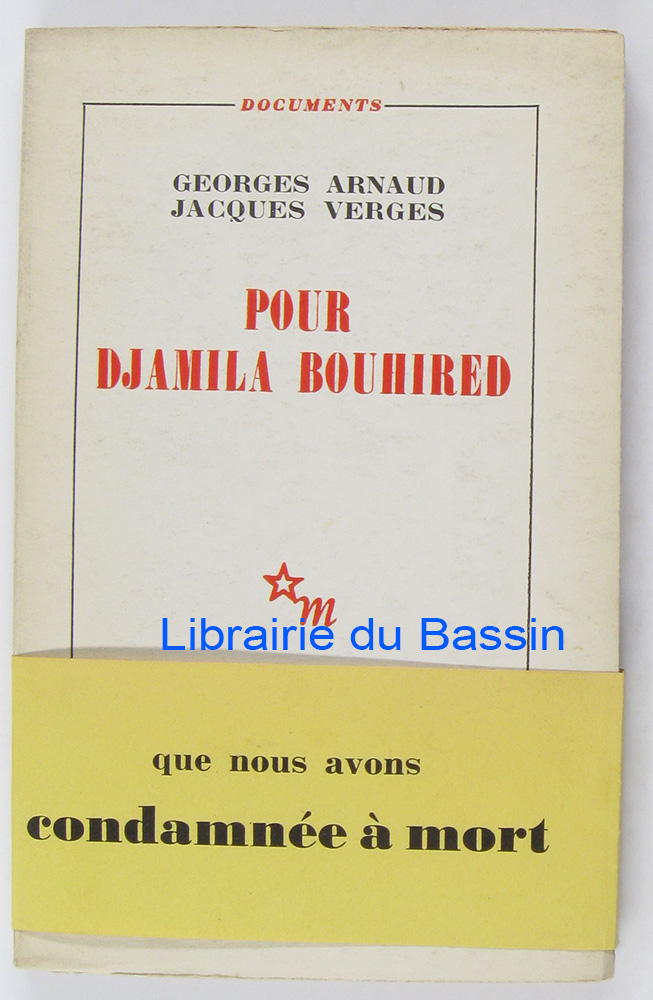 DOCUMENTS
GEORGES ARNAUD
JACQUES VERGES
POUR
DJAMILA BOUHIRED
m
Librairie du Bassin
que nous avons
condamnée à mort